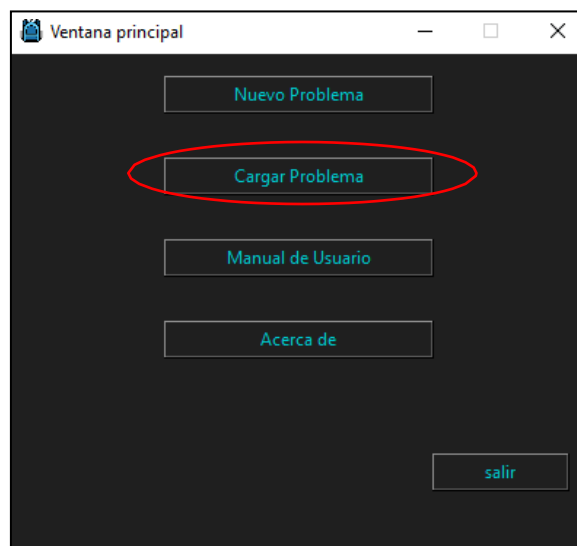 Ventana principal
Nuevo Problema
Cargar Problema
Manual de Usuario
Acerca de
salir